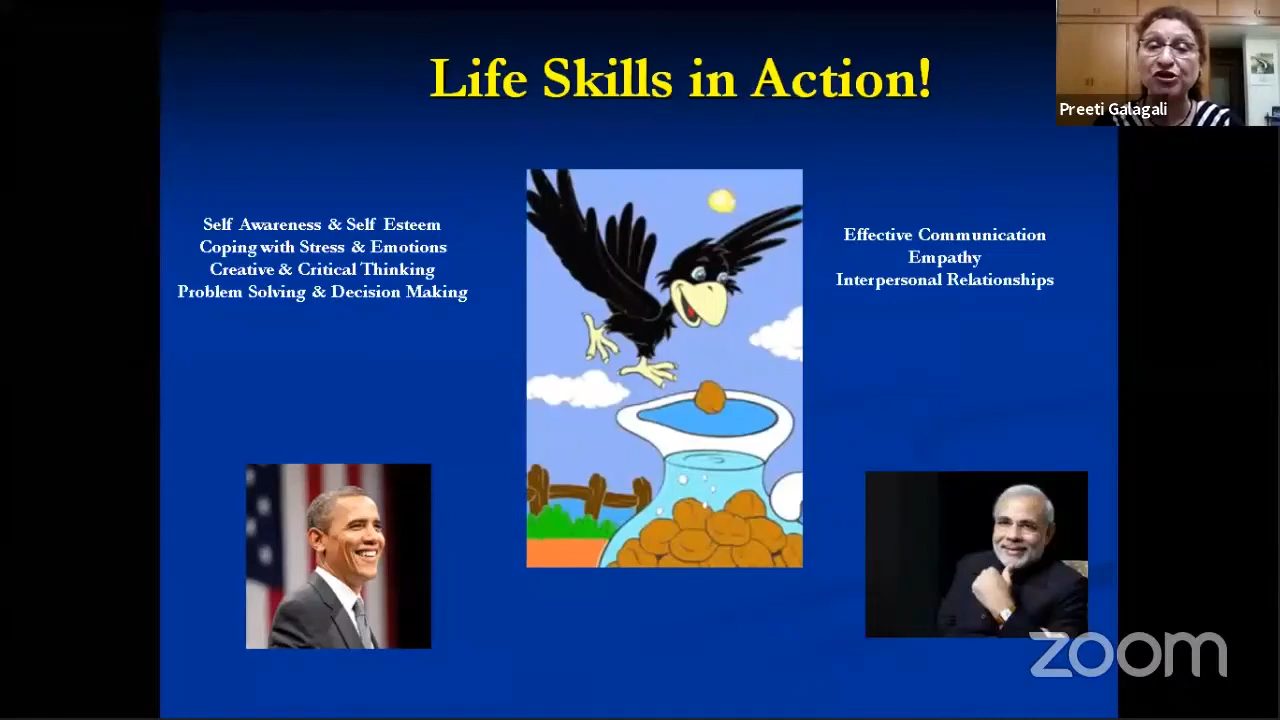 Life Skills in Action!
Preeti Galagali
Self Awareness & Self Esteem
Coping with Stress & Emotions
Creative & Critical Thinking
Problem Solving & Decision Making
Effective Communication
Empathy
Interpersonal Relationships
zoom